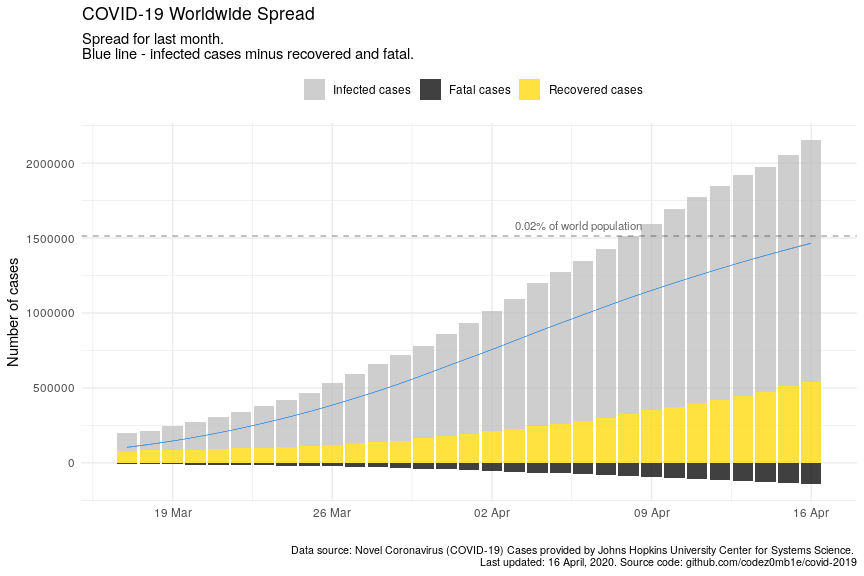 COVID-19 Worldwide Spread
Spread for last month.
Blue line - infected cases minus recovered and fatal.
Infected cases
Fatal cases
Recovered cases
Number of cases
2000000
1500000
1000000
500000
0
0.02% of world population
19 Mar
26 Mar
02 Apr
09 Apr
16 Apr
Data source: Novel Coronavirus (COVID-19) Cases provided by Johns Hopkins University Center for Systems Science.
Last updated: 16 April, 2020. Source code: github.com/codez0mb1e/covid-2019